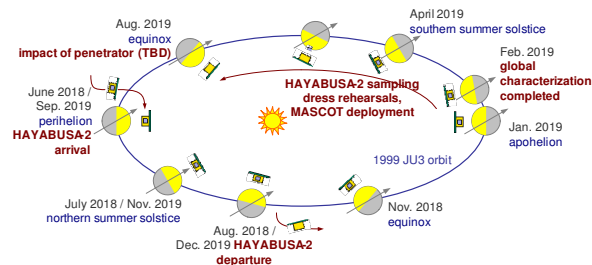 Aug. 2019
equinox
impact of penetrator (TBD)
April 2019
southern summer solstice
Feb. 2019
global
characterization
completed
HAYABUSA-2 sampling
dress rehearsals,
MASCOT deployment
June 2018 /
Sep. 2019
perihelion
HAYABUSA-2
arrival
Jan. 2019
apohelion
1999 JU3 orbit
July 2018 / Nov. 2019
northern summer solstice
Nov. 2018
equinox
Aug. 2018 /
Dec. 2019 HAYABUSA-2
departure